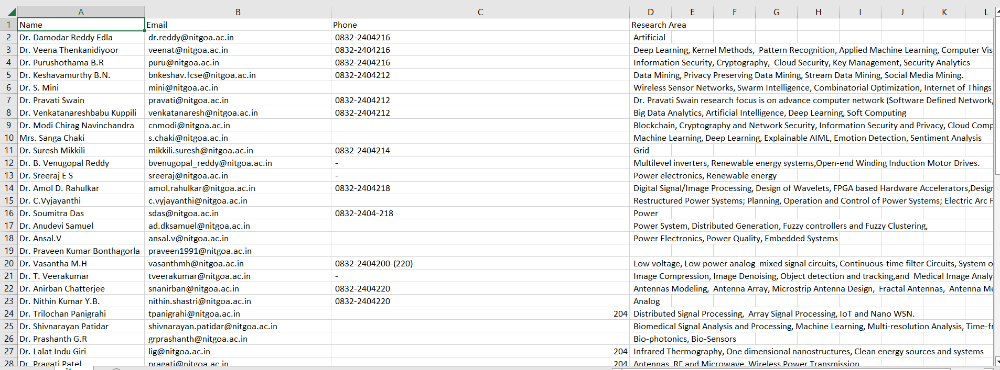 A B C D E F G H I J K L
1 Name Email Phone Research Area
2 Dr. Damodar Reddy Edla dr.reddy@nitgoa.ac.in 0832-2404216 Artificial
3 Dr. Veena Thenkanidiyoor veenat@nitgoa.ac.in 0832-2404216 Deep Learning, Kernel Methods,  Pattern Recognition, Applied Machine Learning, Computer Vis
4 Dr. Purushothama B.R puru@nitgoa.ac.in 0832-2404216 Information Security, Cryptography,  Cloud Security, Key Management, Security Analytics
5 Dr. Keshavamurthy B.N. bnkeshav.fcse@nitgoa.ac.in 0832-2404212 Data Mining, Privacy Preserving Data Mining, Stream Data Mining, Social Media Mining.
6 Dr. S. Mini mini@nitgoa.ac.in Wireless Sensor Networks, Swarm Intelligence, Combinatorial Optimization, Internet of Things
7 Dr. Pravati Swain pravati@nitgoa.ac.in 0832-2404212 Dr. Pravati Swain research focus is on advance computer network (Software Defined Network,
8 Dr. Venkatanareshbabu Kuppili venkatanaresh@nitgoa.ac.in 0832-2404212 Big Data Analytics, Artificial Intelligence, Deep Learning, Soft Computing
9 Dr. Modi Chirag Navinchandra cnmodi@nitgoa.ac.in Blockchain, Cryptography and Network Security, Information Security and Privacy, Cloud Comp
10 Mrs. Sanga Chaki s.chaki@nitgoa.ac.in Machine Learning, Deep Learning, Explainable AIML, Emotion Detection, Sentiment Analysis
11 Dr. Suresh Mikkili mikkili.suresh@nitgoa.ac.in 0832-2404214 Grid
12 Dr. B. Venugopal Reddy bvenugopal_reddy@nitgoa.ac.in - Multilevel inverters, Renewable energy systems,Open-end Winding Induction Motor Drives.
13 Dr. Sreeraj E S sreeraj@nitgoa.ac.in - Power electronics, Renewable energy
14 Dr. Amol D. Rahulkar amol.rahulkar@nitgoa.ac.in 0832-2404218 Digital Signal/Image Processing, Design of Wavelets, FPGA based Hardware Accelerators,Design
15 Dr. C.Vyjayanthi c.vyjayanthi@nitgoa.ac.in Restructured Power Systems; Planning, Operation and Control of Power Systems; Electric Arc F
16 Dr. Soumitra Das sdas@nitgoa.ac.in 0832-2404-218 Power
17 Dr. Anudevi Samuel ad.dksamuel@nitgoa.ac.in Power System, Distributed Generation, Fuzzy controllers and Fuzzy Clustering,
18 Dr. Ansal.V ansal.v@nitgoa.ac.in Power Electronics, Power Quality, Embedded Systems
19 Dr. Praveen Kumar Bonthagorla praveen1991@nitgoa.ac.in
20 Dr. Vasantha M.H vasanthmh@nitgoa.ac.in 0832-2404200-(220) Low voltage, Low power analog  mixed signal circuits, Continuous-time filter Circuits, System o
21 Dr. T. Veerakumar tveerakumar@nitgoa.ac.in - Image Compression, Image Denoising, Object detection and tracking,and  Medical Image Analy
22 Dr. Anirban Chatterjee snanirban@nitgoa.ac.in 0832-2404220 Antennas Modeling,  Antenna Array, Microstrip Antenna Design,  Fractal Antennas,  Antenna Me
23 Dr. Nithin Kumar Y.B. nithin.shastri@nitgoa.ac.in 0832-2404220 Analog
24 Dr. Trilochan Panigrahi tpanigrahi@nitgoa.ac.in 204 Distributed Signal Processing,  Array Signal Processing, IoT and Nano WSN.
25 Dr. Shivnarayan Patidar shivnarayan.patidar@nitgoa.ac.in Biomedical Signal Analysis and Processing, Machine Learning, Multi-resolution Analysis, Time-fr
26 Dr. Prashanth G.R grprashanth@nitgoa.ac.in Bio-photonics, Bio-Sensors
27 Dr. Lalat Indu Giri lig@nitgoa.ac.in 204 Infrared Thermography, One dimensional nanostructures, Clean energy sources and systems
28 Dr. Pragati Patel pragati@nitgoa.ac.in 204 Antennas, RF and Microwave, Wireless Power Transmission